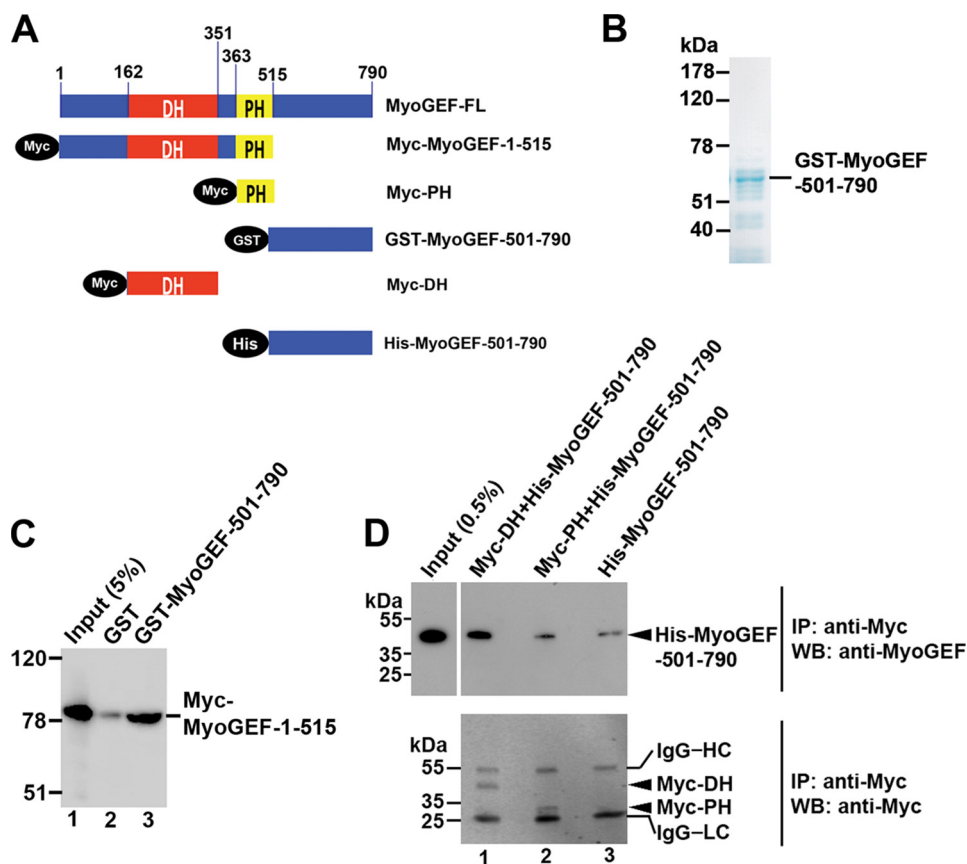 A
351
363
1 162 515 790
DH PH MyoGEF-FL
Myc DH PH Myc-MyoGEF-1-515
Myc PH Myc-PH
GST GST-MyoGEF-501-790
Myc DH Myc-DH
His His-MyoGEF-501-790
B
kDa
178
120
78
51
40
GST-MyoGEF
-501-790
C
Input (5%)
GST
GST-MyoGEF-501-790
120
78
51
Myc-
MyoGEF-1-515
1 2 3
D
Input (0.5%)
Myc-DH+His-MyoGEF-501-790
Myc-PH+His-MyoGEF-501-790
His-MyoGEF-501-790
kDa
55
35
25
His-MyoGEF
-501-790
IP: anti-Myc
WB: anti-MyoGEF
kDa
55
35
25
IgG-HC
Myc-DH
Myc-PH
IgG-LC
IP: anti-Myc
WB: anti-Myc
1 2 3